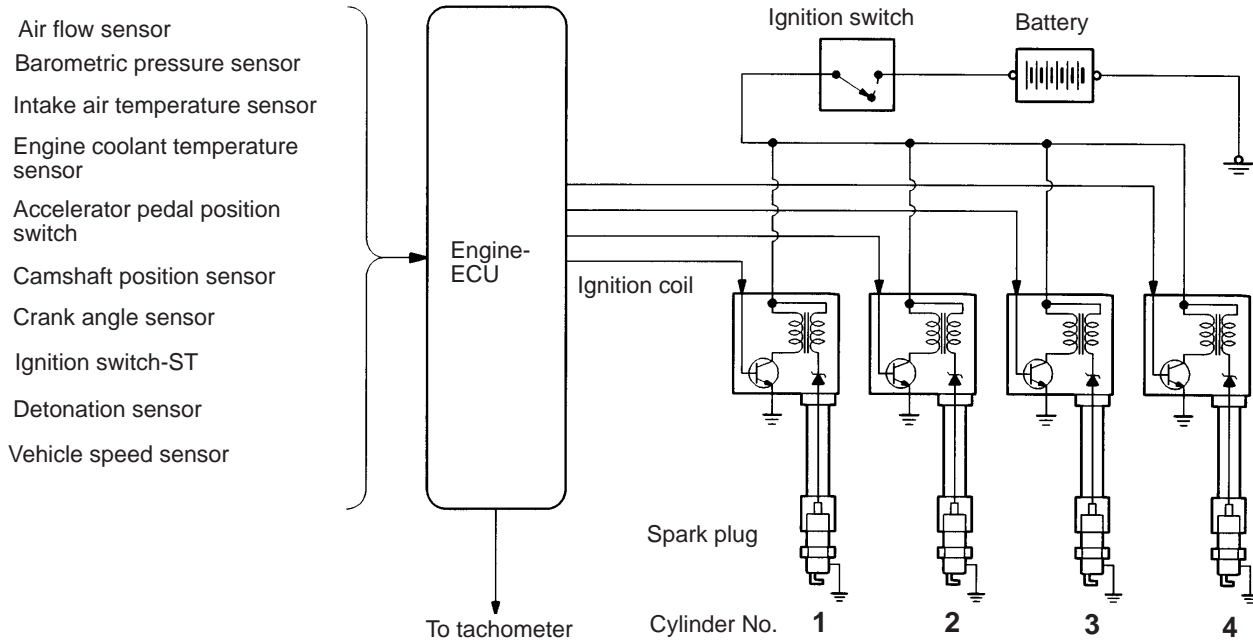 Air flow sensor
Barometric pressure sensor
Intake air temperature sensor
Engine coolant temperature
sensor
Accelerator pedal position
switch
Camshaft position sensor
Crank angle sensor
Ignition switch-ST
Detonation sensor
Vehicle speed sensor
Engine-
ECU
To tachometer
Ignition switch
Battery
Ignition coil
Spark plug
Cylinder No. 1 2 3 4